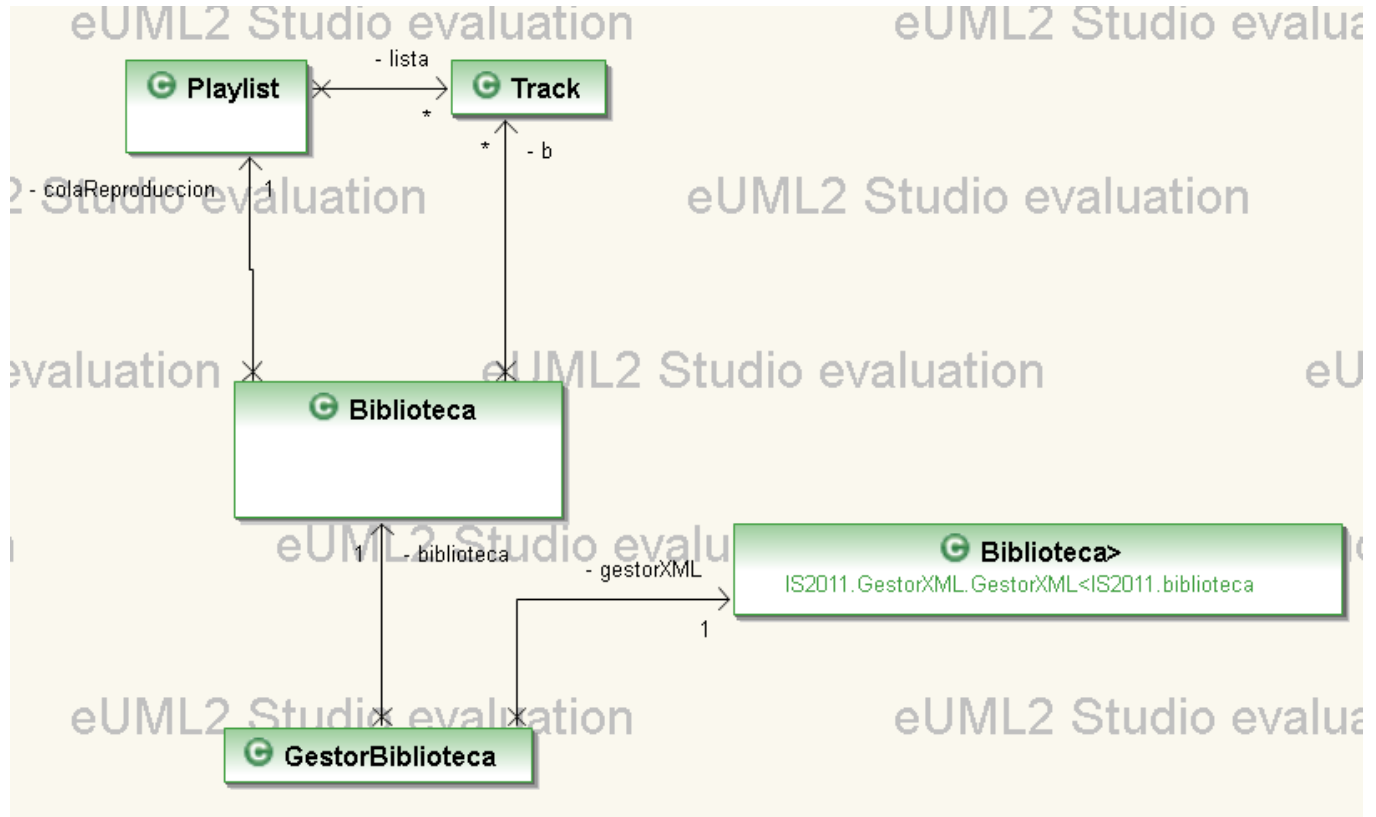 eUML2 Studio evaluation eUML2 Studio evalua
- lista
Playlist
Track
*
* - b
- colaReproduccion 1
2 Studio evaluation eUML2 Studio evaluation
evaluation eUML2 Studio evaluation eU
Biblioteca
eUML2 Studio evalu
1 - biblioteca
- gestorXML
Biblioteca>
IS2011.GestorXML.GestorXML<IS2011.biblioteca
1
eUML2 Studio evaluation eUML2 Studio evalua
GestorBiblioteca